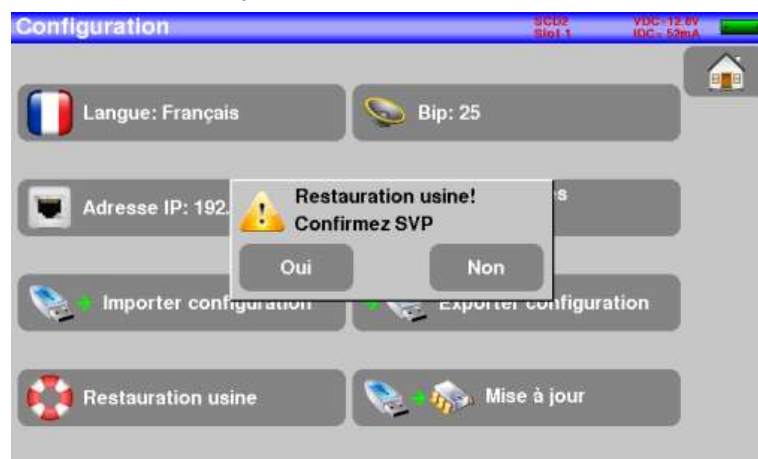 Configuration
SCD2
Slot 1
VDC=12.8V
IDC= 52mA
Langue: Français
Bip: 25
Adresse IP: 192.
Restauration usine!
Confirmez SVP
Oui
Non
Importer configuration
Exporter configuration
Restauration usine
Mise à jour